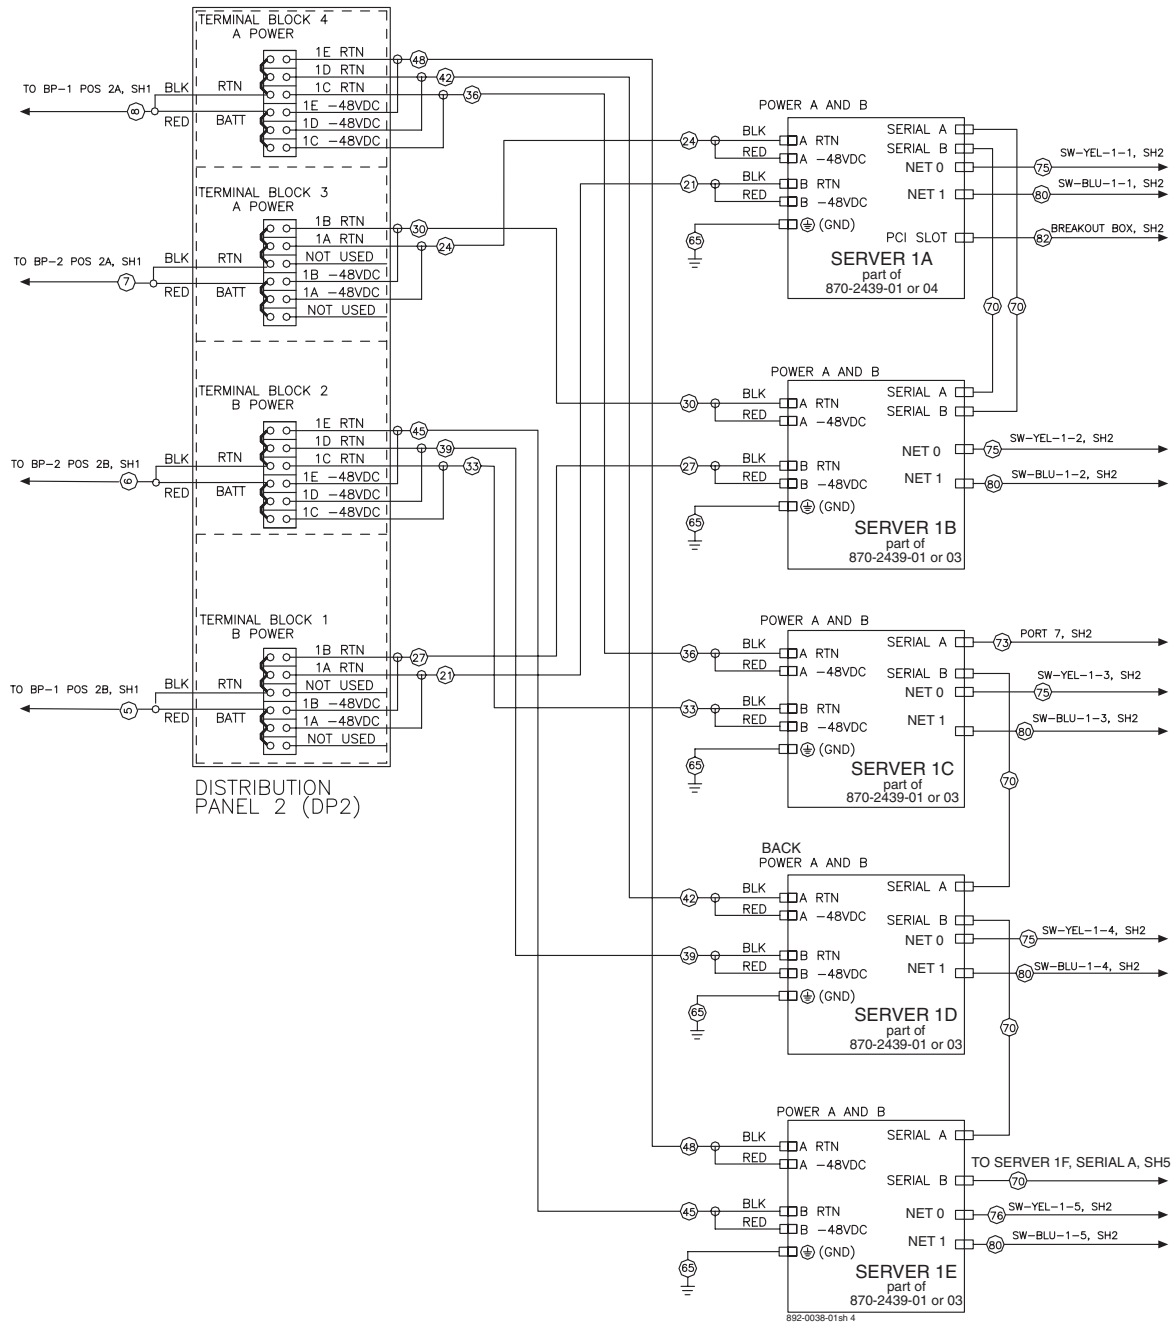 TERMINAL BLOCK 4
A POWER
1E RTN
48
1D RTN
42
1C RTN
36
TO BP-1 POS 2A, SH1
BLK
RTN
8
RED
BATT
1E -48VDC
1D -48VDC
1C -48VDC
TERMINAL BLOCK 3
A POWER
1B RTN
30
1A RTN
24
NOT USED
TO BP-2 POS 2A, SH1
BLK
RTN
7
RED
BATT
1B -48VDC
1A -48VDC
NOT USED
TERMINAL BLOCK 2
B POWER
1E RTN
45
1D RTN
39
1C RTN
33
TO BP-2 POS 2B, SH1
BLK
RTN
6
RED
BATT
1E -48VDC
1D -48VDC
1C -48VDC
TERMINAL BLOCK 1
B POWER
1B RTN
27
1A RTN
21
NOT USED
TO BP-1 POS 2B, SH1
BLK
RTN
5
RED
BATT
1B -48VDC
1A -48VDC
NOT USED
DISTRIBUTION
PANEL 2 (DP2)
POWER A AND B
24
BLK
A RTN
RED
A -48VDC
21
BLK
B RTN
RED
B -48VDC
65
(GND)
SERIAL A
SERIAL B
NET 0
75
SW-YEL-1-1, SH2
NET 1
80
SW-BLU-1-1, SH2
PCI SLOT
82
BREAKOUT BOX, SH2
SERVER 1A
part of
870-2439-01 or 04
70
70
POWER A AND B
30
BLK
A RTN
RED
A -48VDC
27
BLK
B RTN
RED
B -48VDC
65
(GND)
SERIAL A
SERIAL B
NET 0
75
SW-YEL-1-2, SH2
NET 1
80
SW-BLU-1-2, SH2
SERVER 1B
part of
870-2439-01 or 03
POWER A AND B
36
BLK
A RTN
RED
A -48VDC
33
BLK
B RTN
RED
B -48VDC
65
(GND)
SERIAL A
73
PORT 7, SH2
SERIAL B
NET 0
75
SW-YEL-1-3, SH2
NET 1
80
SW-BLU-1-3, SH2
SERVER 1C
part of
870-2439-01 or 03
70
BACK
POWER A AND B
42
BLK
A RTN
RED
A -48VDC
39
BLK
B RTN
RED
B -48VDC
65
(GND)
SERIAL A
SERIAL B
NET 0
75
SW-YEL-1-4, SH2
NET 1
80
SW-BLU-1-4, SH2
SERVER 1D
part of
870-2439-01 or 03
70
POWER A AND B
48
BLK
A RTN
RED
A -48VDC
45
BLK
B RTN
RED
B -48VDC
65
(GND)
SERIAL A
TO SERVER 1F, SERIAL A, SH5
SERIAL B
70
NET 0
76
SW-YEL-1-5, SH2
NET 1
80
SW-BLU-1-5, SH2
SERVER 1E
part of
870-2439-01 or 03
892-0038-01sh 4